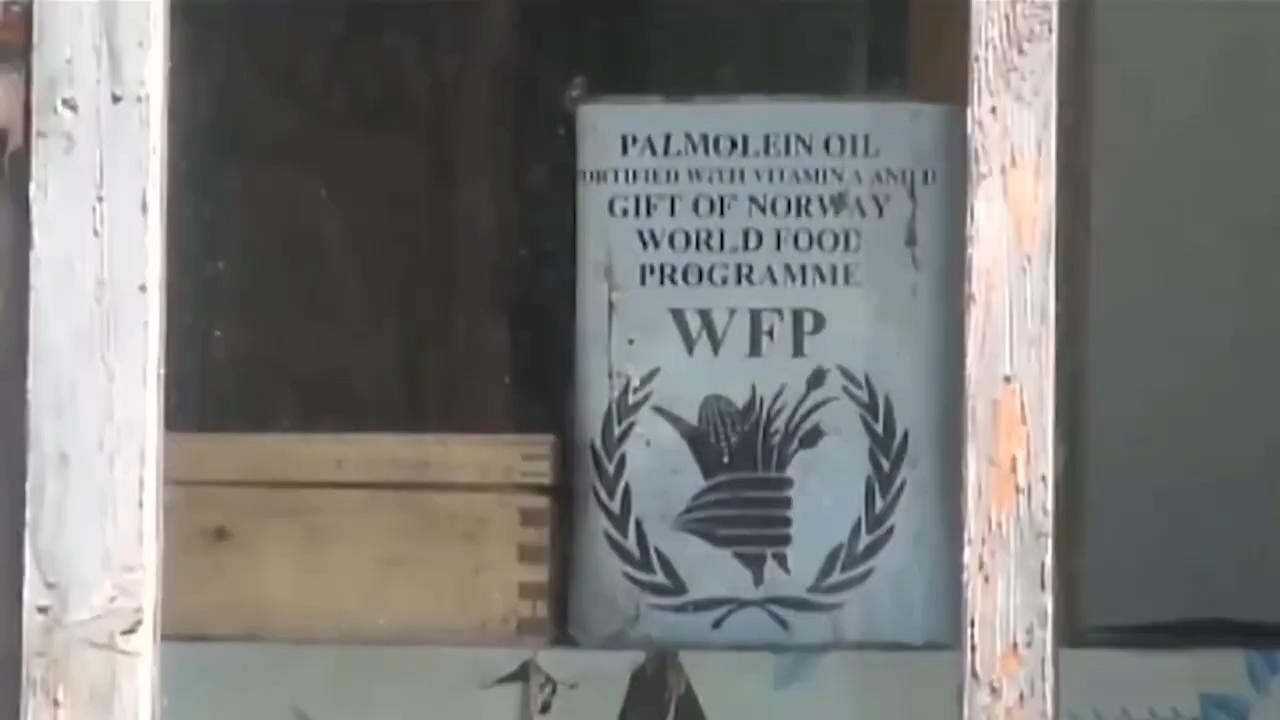 PALMOLEIN OIL
ORTIFIED WITH VITAMIN A AND D
GIFT OF NORWAY
WORLD FOOD
PROGRAMME
WFP